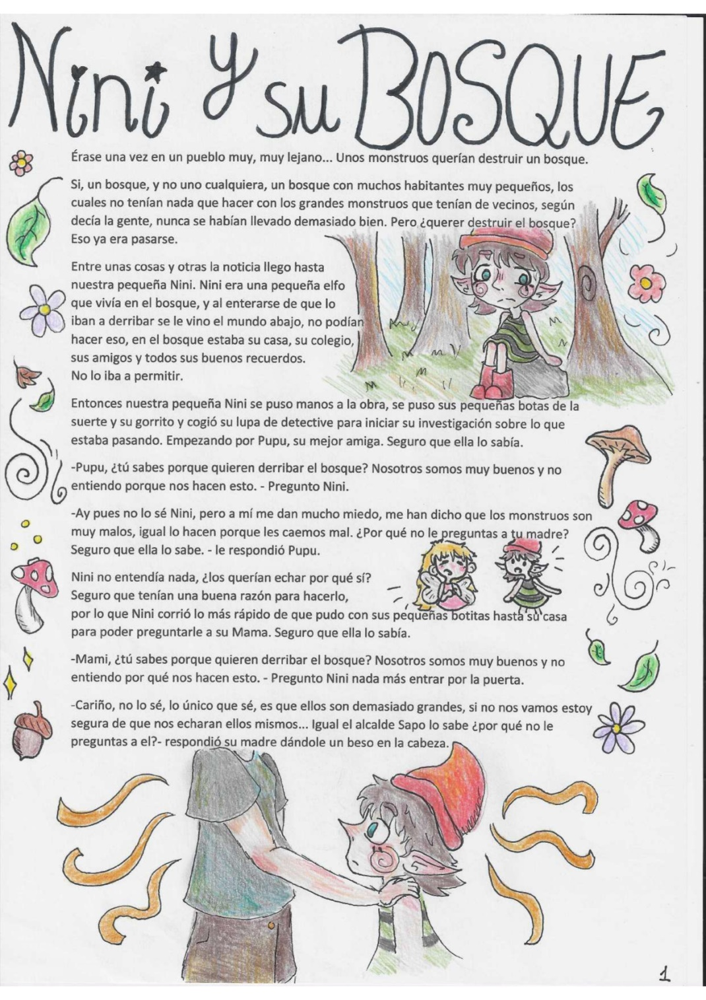 Nini y su BOSQUE
Érase una vez en un pueblo muy, muy lejano... Unos monstruos querían destruir un bosque.
Si, un bosque, y no uno cualquiera, un bosque con muchos habitantes muy pequeños, los
cuales no tenían nada que hacer con los grandes monstruos que tenían de vecinos, según
decía la gente, nunca se habían llevado demasiado bien. Pero ¿querer destruir el bosque?
Eso ya era pasarse.
Entre unas cosas y otras la noticia llego hasta
nuestra pequeña Nini. Nini era una pequeña elfo
que vivía en el bosque, y al enterarse de que lo
iban a derribar se le vino el mundo abajo, no podían
hacer eso, en el bosque estaba su casa, su colegio,
sus amigos y todos sus buenos recuerdos.
No lo iba a permitir.
Entonces nuestra pequeña Nini se puso manos a la obra, se puso sus pequeñas botas de la
suerte y su gorrito y cogió su lupa de detective para iniciar su investigación sobre lo que
estaba pasando. Empezando por Pupu, su mejor amiga. Seguro que ella lo sabía.
-Pupu, ¿tú sabes porque quieren derribar el bosque? Nosotros somos muy buenos y no
entiendo porque nos hacen esto. - Pregunto Nini.
-Ay pues no lo sé Nini, pero a mí me dan mucho miedo, me han dicho que los monstruos son
muy malos, igual lo hacen porque les caemos mal. ¿Por qué no le preguntas a tu madre?
Seguro que ella lo sabe. - le respondió Pupu.
Nini no entendía nada, ¿los querían echar por qué sí?
Seguro que tenían una buena razón para hacerlo,
por lo que Nini corrió lo más rápido de que pudo con sus pequeñas botitas hasta su casa
para poder preguntarle a su Mama. Seguro que ella lo sabía.
-Mami, ¿tú sabes porque quieren derribar el bosque? Nosotros somos muy buenos y no
entiendo por qué nos hacen esto. - Pregunto Nini nada más entrar por la puerta.
-Cariño, no lo sé, lo único que sé, es que ellos son demasiado grandes, si no nos vamos estoy
segura de que nos echaran ellos mismos... Igual el alcalde Sapo lo sabe ¿por qué no le
preguntas a el?- respondió su madre dándole un beso en la cabeza.
1